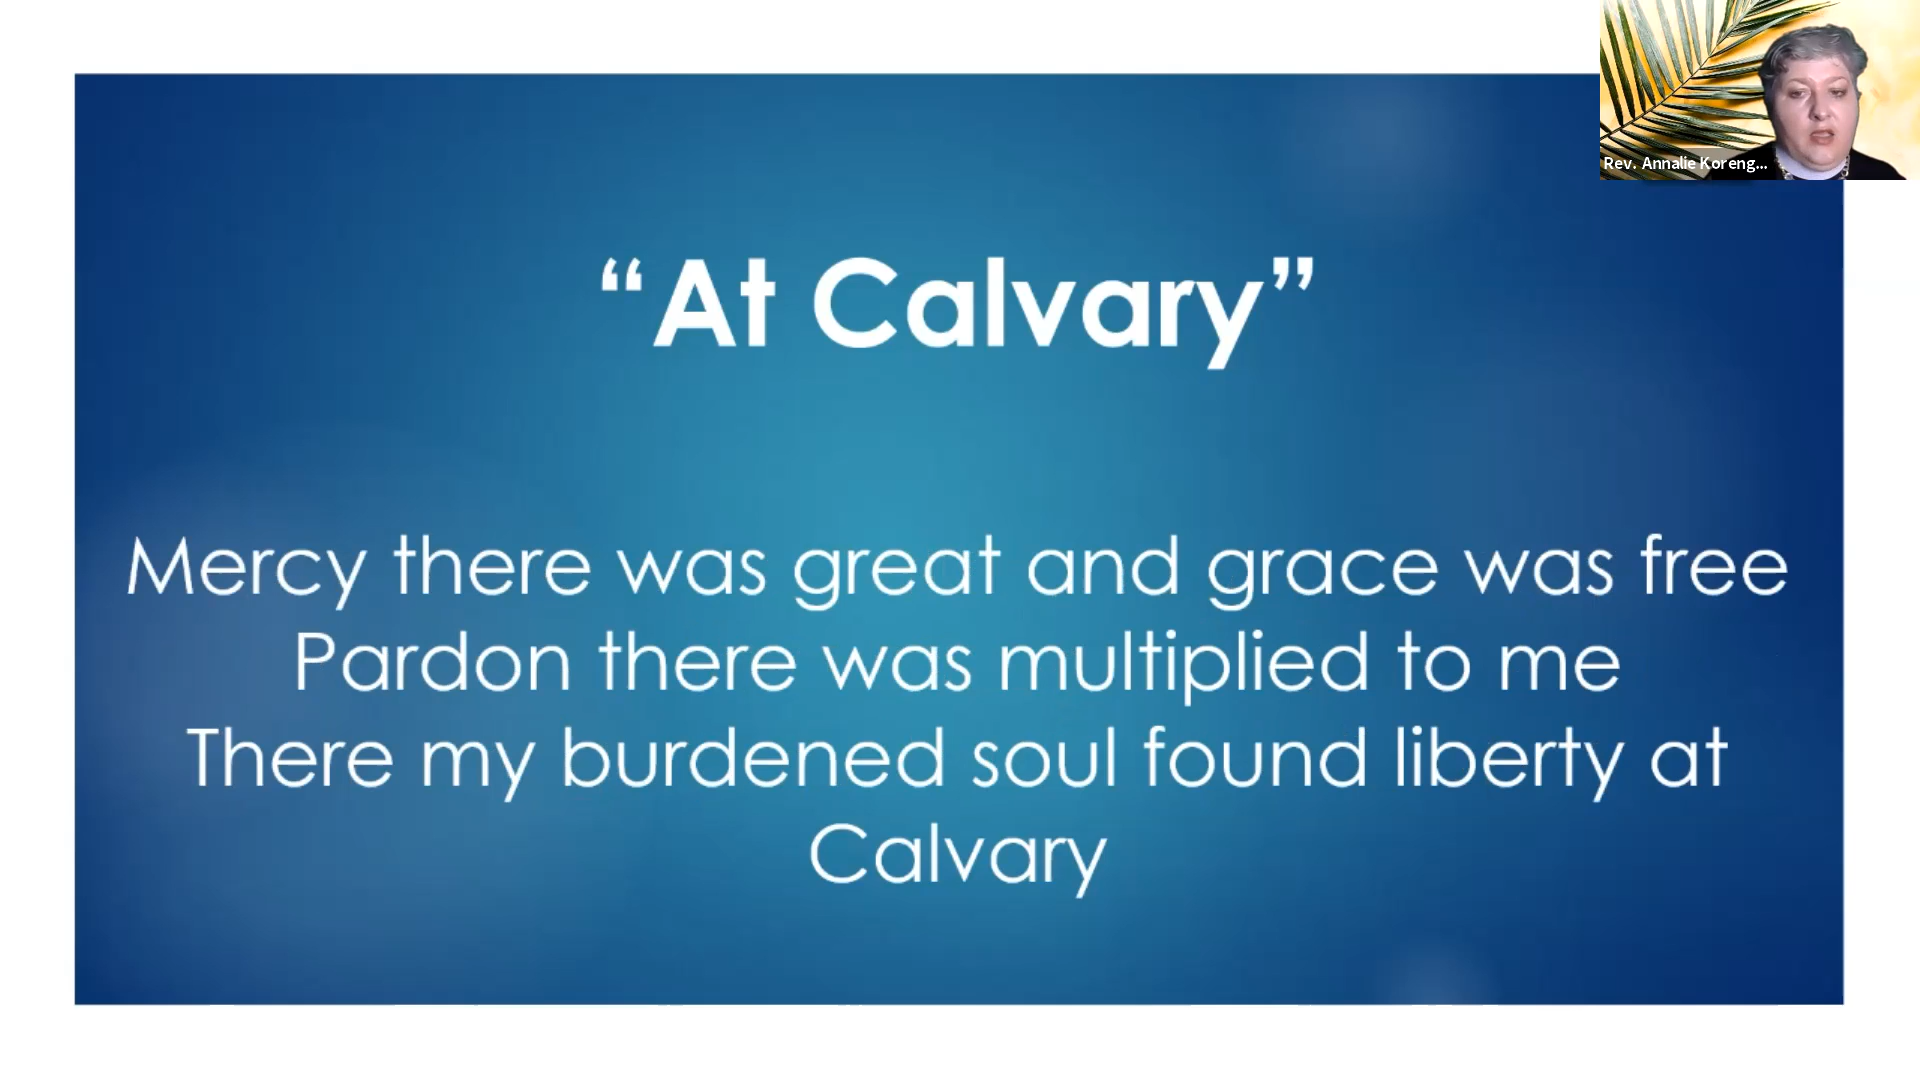 Rev. Annalie Koreng...
“At Calvary”
Mercy there was great and grace was free
Pardon there was multiplied to me
There my burdened soul found liberty at
Calvary